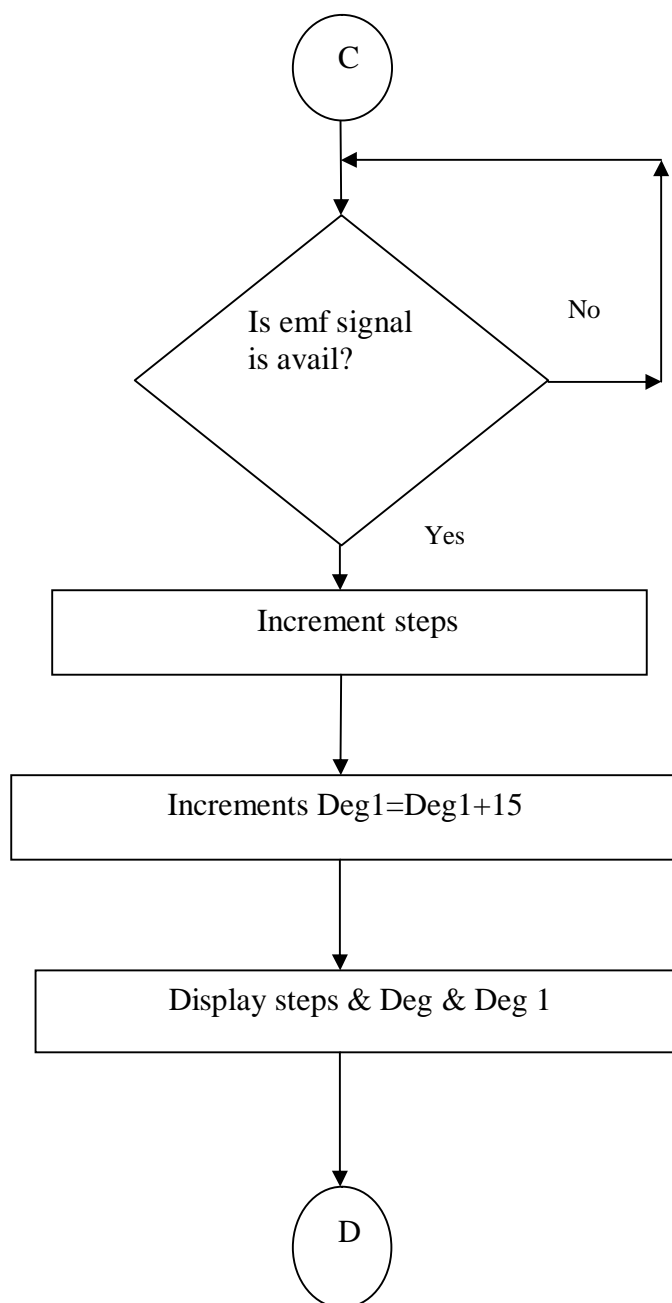 C
Is emf signal
is avail?
No
Yes
Increment steps
Increments Deg1=Deg1+15
Display steps & Deg & Deg 1
D